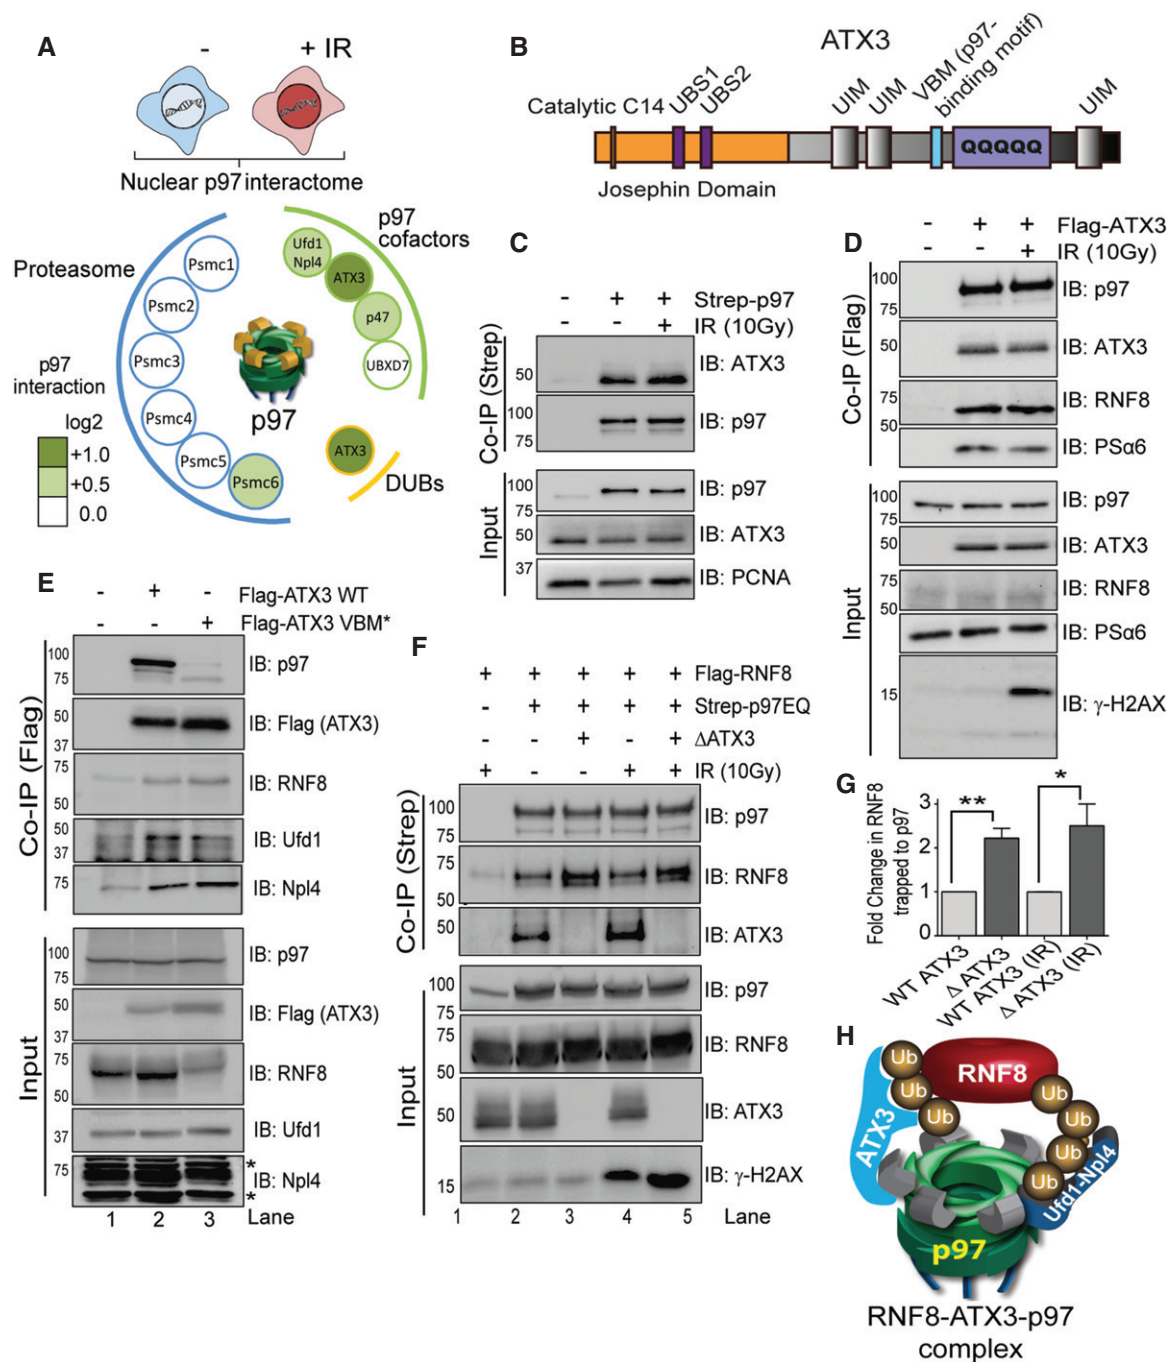 A
- + IR
Nuclear p97 interactome
Proteasome
p97
cofactors
Psmc1
Psmc2
Psmc3
Psmc4
Psmc5
Psmc6
Ufd1
Npl4
ATX3
p47
UBXD7
p97
ATX3
DUBs
p97
interaction
log2
+1.0
+0.5
0.0
B
ATX3
Catalytic C14
UBS1
UBS2
UIM
UIM
VBM (p97-
binding motif)
UIM
QQQQQ
Josephin Domain
C
- + + Strep-p97
- - + IR (10Gy)
Co-IP (Strep)
50
IB: ATX3
100
75
IB: p97
Input
100
75
IB: p97
50
IB: ATX3
37
IB: PCNA
D
- + + Flag-ATX3
- - + IR (10Gy)
Co-IP (Flag)
100
75
IB: p97
50
IB: ATX3
75
50
IB: RNF8
IB: PSα6
Input
100
75
IB: p97
50
IB: ATX3
75
50
IB: RNF8
IB: PSα6
15
IB: γ-H2AX
E
- + - Flag-ATX3 WT
- - + Flag-ATX3 VBM*
Co-IP (Flag)
100
75
IB: p97
50
37
IB: Flag (ATX3)
75
50
IB: RNF8
50
37
IB: Ufd1
75
IB: Npl4
Input
100
75
IB: p97
50
37
IB: Flag (ATX3)
75
50
IB: RNF8
37
IB: Ufd1
75
*
IB: Npl4
*
1 2 3 Lane
F
+ + + + + Flag-RNF8
- + + + + Strep-p97EQ
- - + - + ΔATX3
+ - - + + IR (10Gy)
Co-IP (Strep)
100
75
IB: p97
75
50
IB: RNF8
50
IB: ATX3
Input
100
75
IB: p97
75
50
IB: RNF8
50
IB: ATX3
15
IB: γ-H2AX
1 2 3 4 5 Lane
G
Fold Change in RNF8
trapped to p97
3
2
1
0
**
*
WT ATX3
Δ ATX3
WT ATX3 (IR)
Δ ATX3 (IR)
H
Ub
Ub
Ub
RNF8
Ub
Ub
Ub
Ub
ATX3
Ufd1-Npl4
p97
RNF8-ATX3-p97
complex